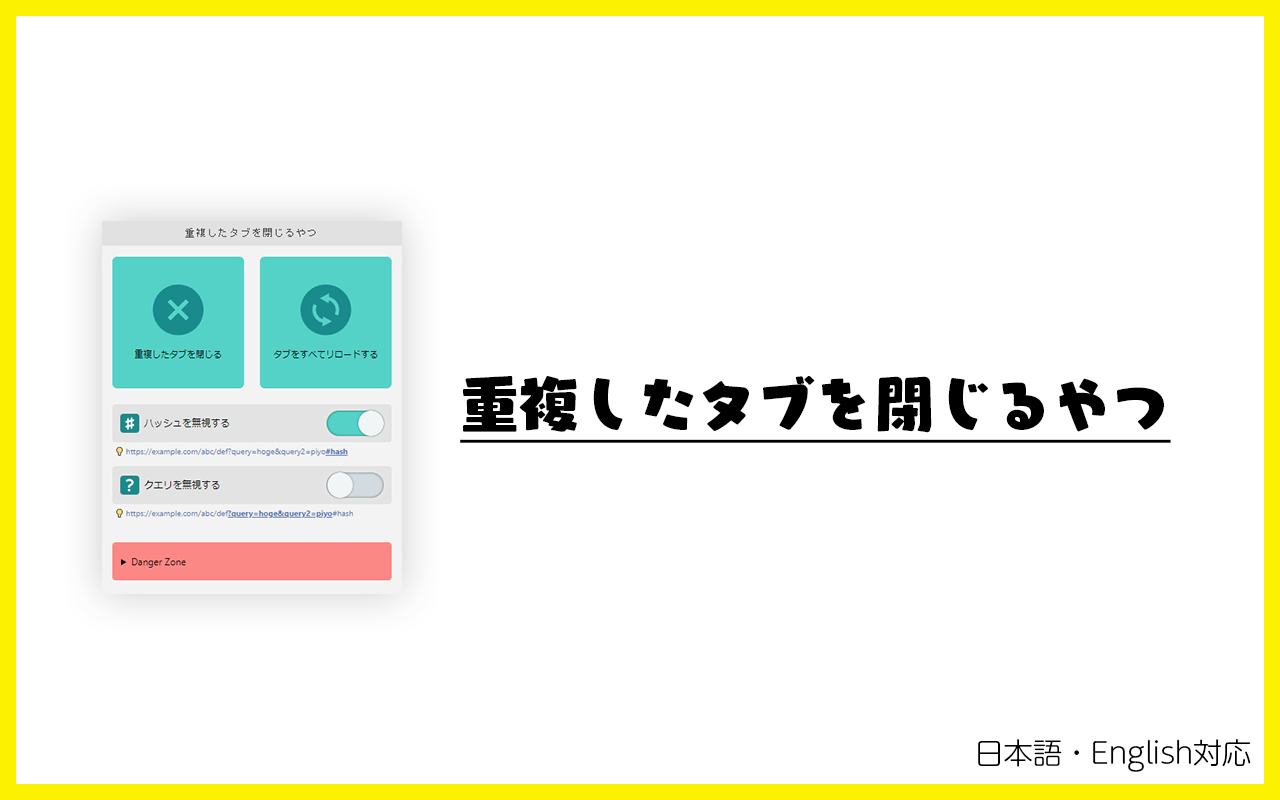 重複したタブを閉じるやつ
重複したタブを閉じる
タブをすべてリロードする
ハッシュを無視する
https://example.com/abc/def?query=hoge&query2=piyo#hash
クエリを無視する
https://example.com/abc/def?query=hoge&query2=piyo#hash
Danger Zone
重複したタブを閉じるやつ
日本語・English対応